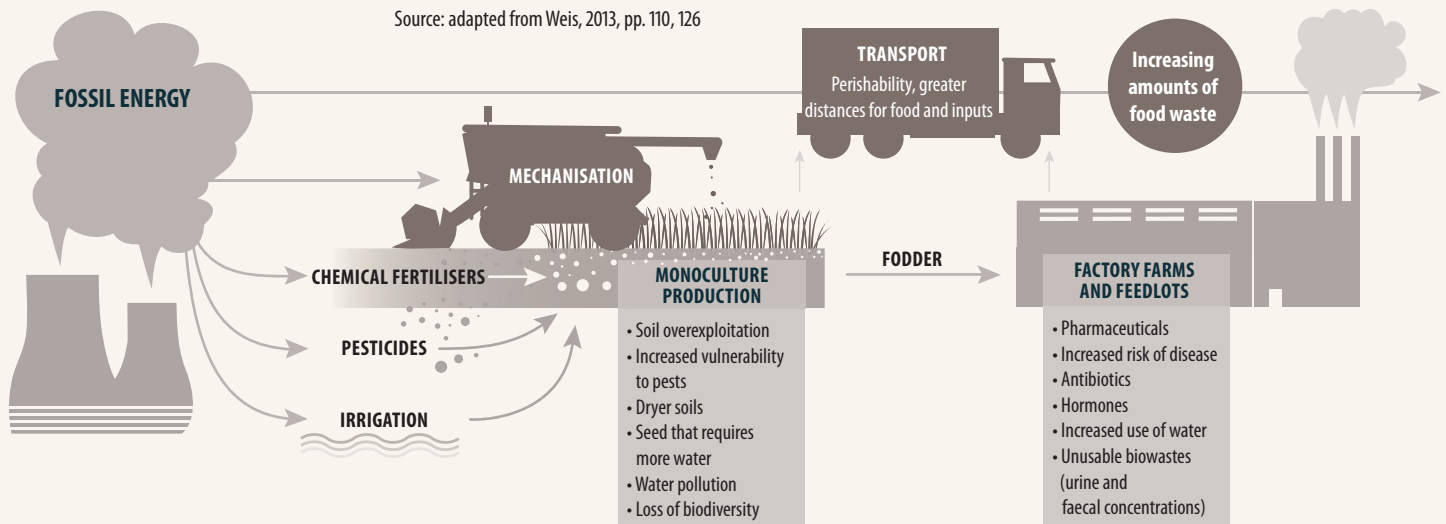 Source: adapted from Weis, 2013, pp. 110, 126
FOSSIL ENERGY
TRANSPORT
Perishability, greater
distances for food and inputs
Increasing
amounts of
food waste
MECHANISATION
CHEMICAL FERTILISERS
PESTICIDES
IRRIGATION
MONOCULTURE
PRODUCTION
• Soil overexploitation
• Increased vulnerability
to pests
• Dryer soils
• Seed that requires
more water
• Water pollution
• Loss of biodiversity
FODDER
FACTORY FARMS
AND FEEDLOTS
• Pharmaceuticals
• Increased risk of disease
• Antibiotics
• Hormones
• Increased use of water
• Unusable biowastes
(urine and
faecal concentrations)